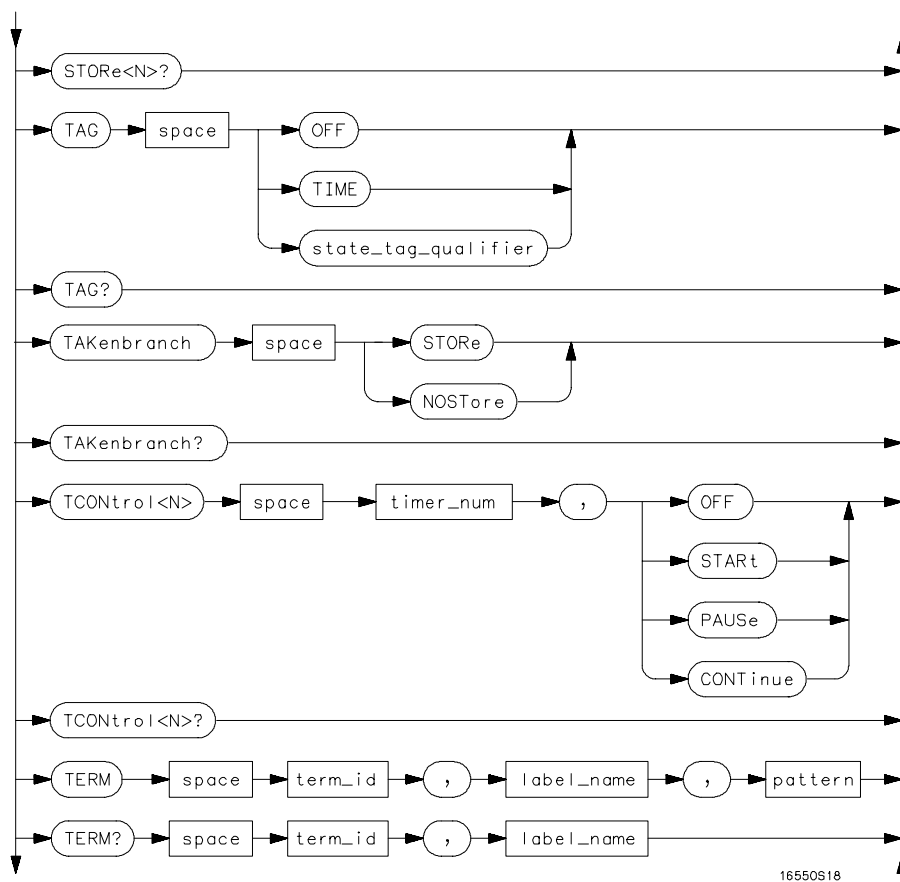 STORe<N>?
TAG space OFF
TIME
state_tag_qualifier
TAG?
TAKenbranch space STORe
NOSTore
TAKenbranch?
TCONtrol<N> space timer_num , OFF
STARt
PAUSe
CONTinue
TCONtrol<N>?
TERM space term_id , label_name , pattern
TERM? space term_id , label_name
16550S18